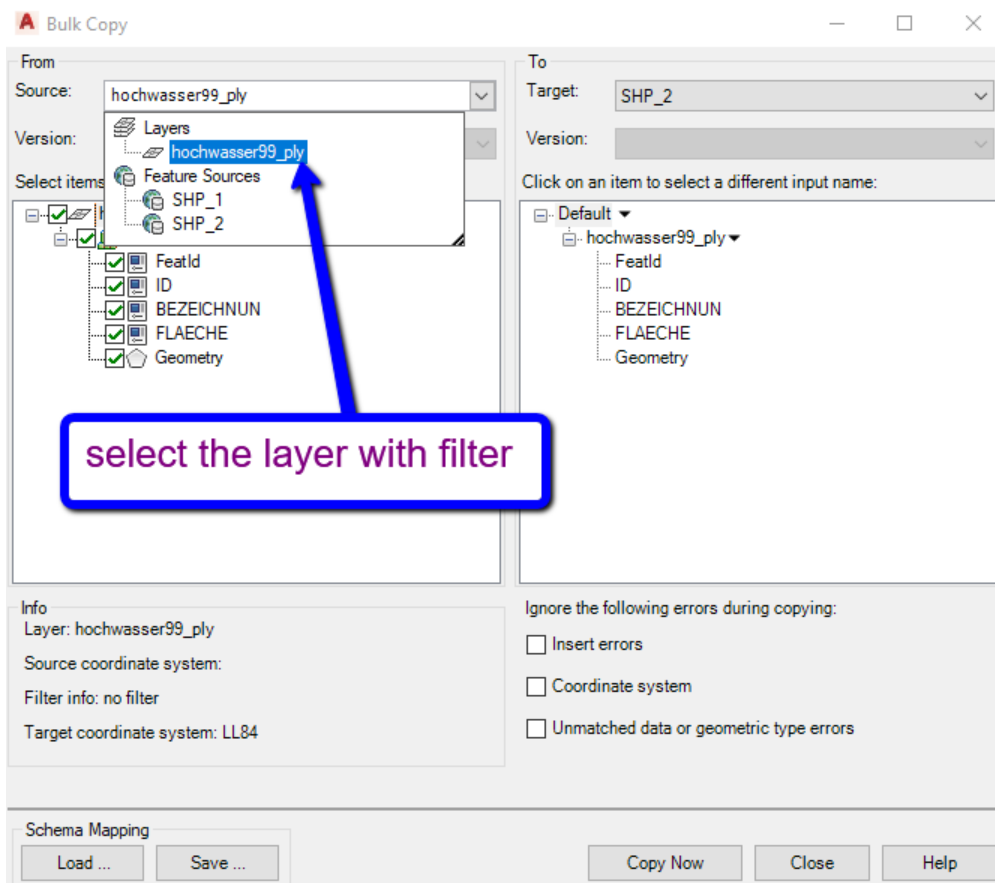 Bulk Copy
From
Source:
hochwasser99_ply
Layers
hochwasser99_ply
Feature Sources
SHP_1
SHP_2
Version:
Select items
FeatId
ID
BEZEICHNUN
FLAECHE
Geometry
select the layer with filter
To
Target:
SHP_2
Version:
Click on an item to select a different input name:
Default
hochwasser99_ply
FeatId
ID
BEZEICHNUN
FLAECHE
Geometry
Info
Layer: hochwasser99_ply
Source coordinate system:
Filter info: no filter
Target coordinate system: LL84
Ignore the following errors during copying:
Insert errors
Coordinate system
Unmatched data or geometric type errors
Schema Mapping
Load ...
Save ...
Copy Now
Close
Help